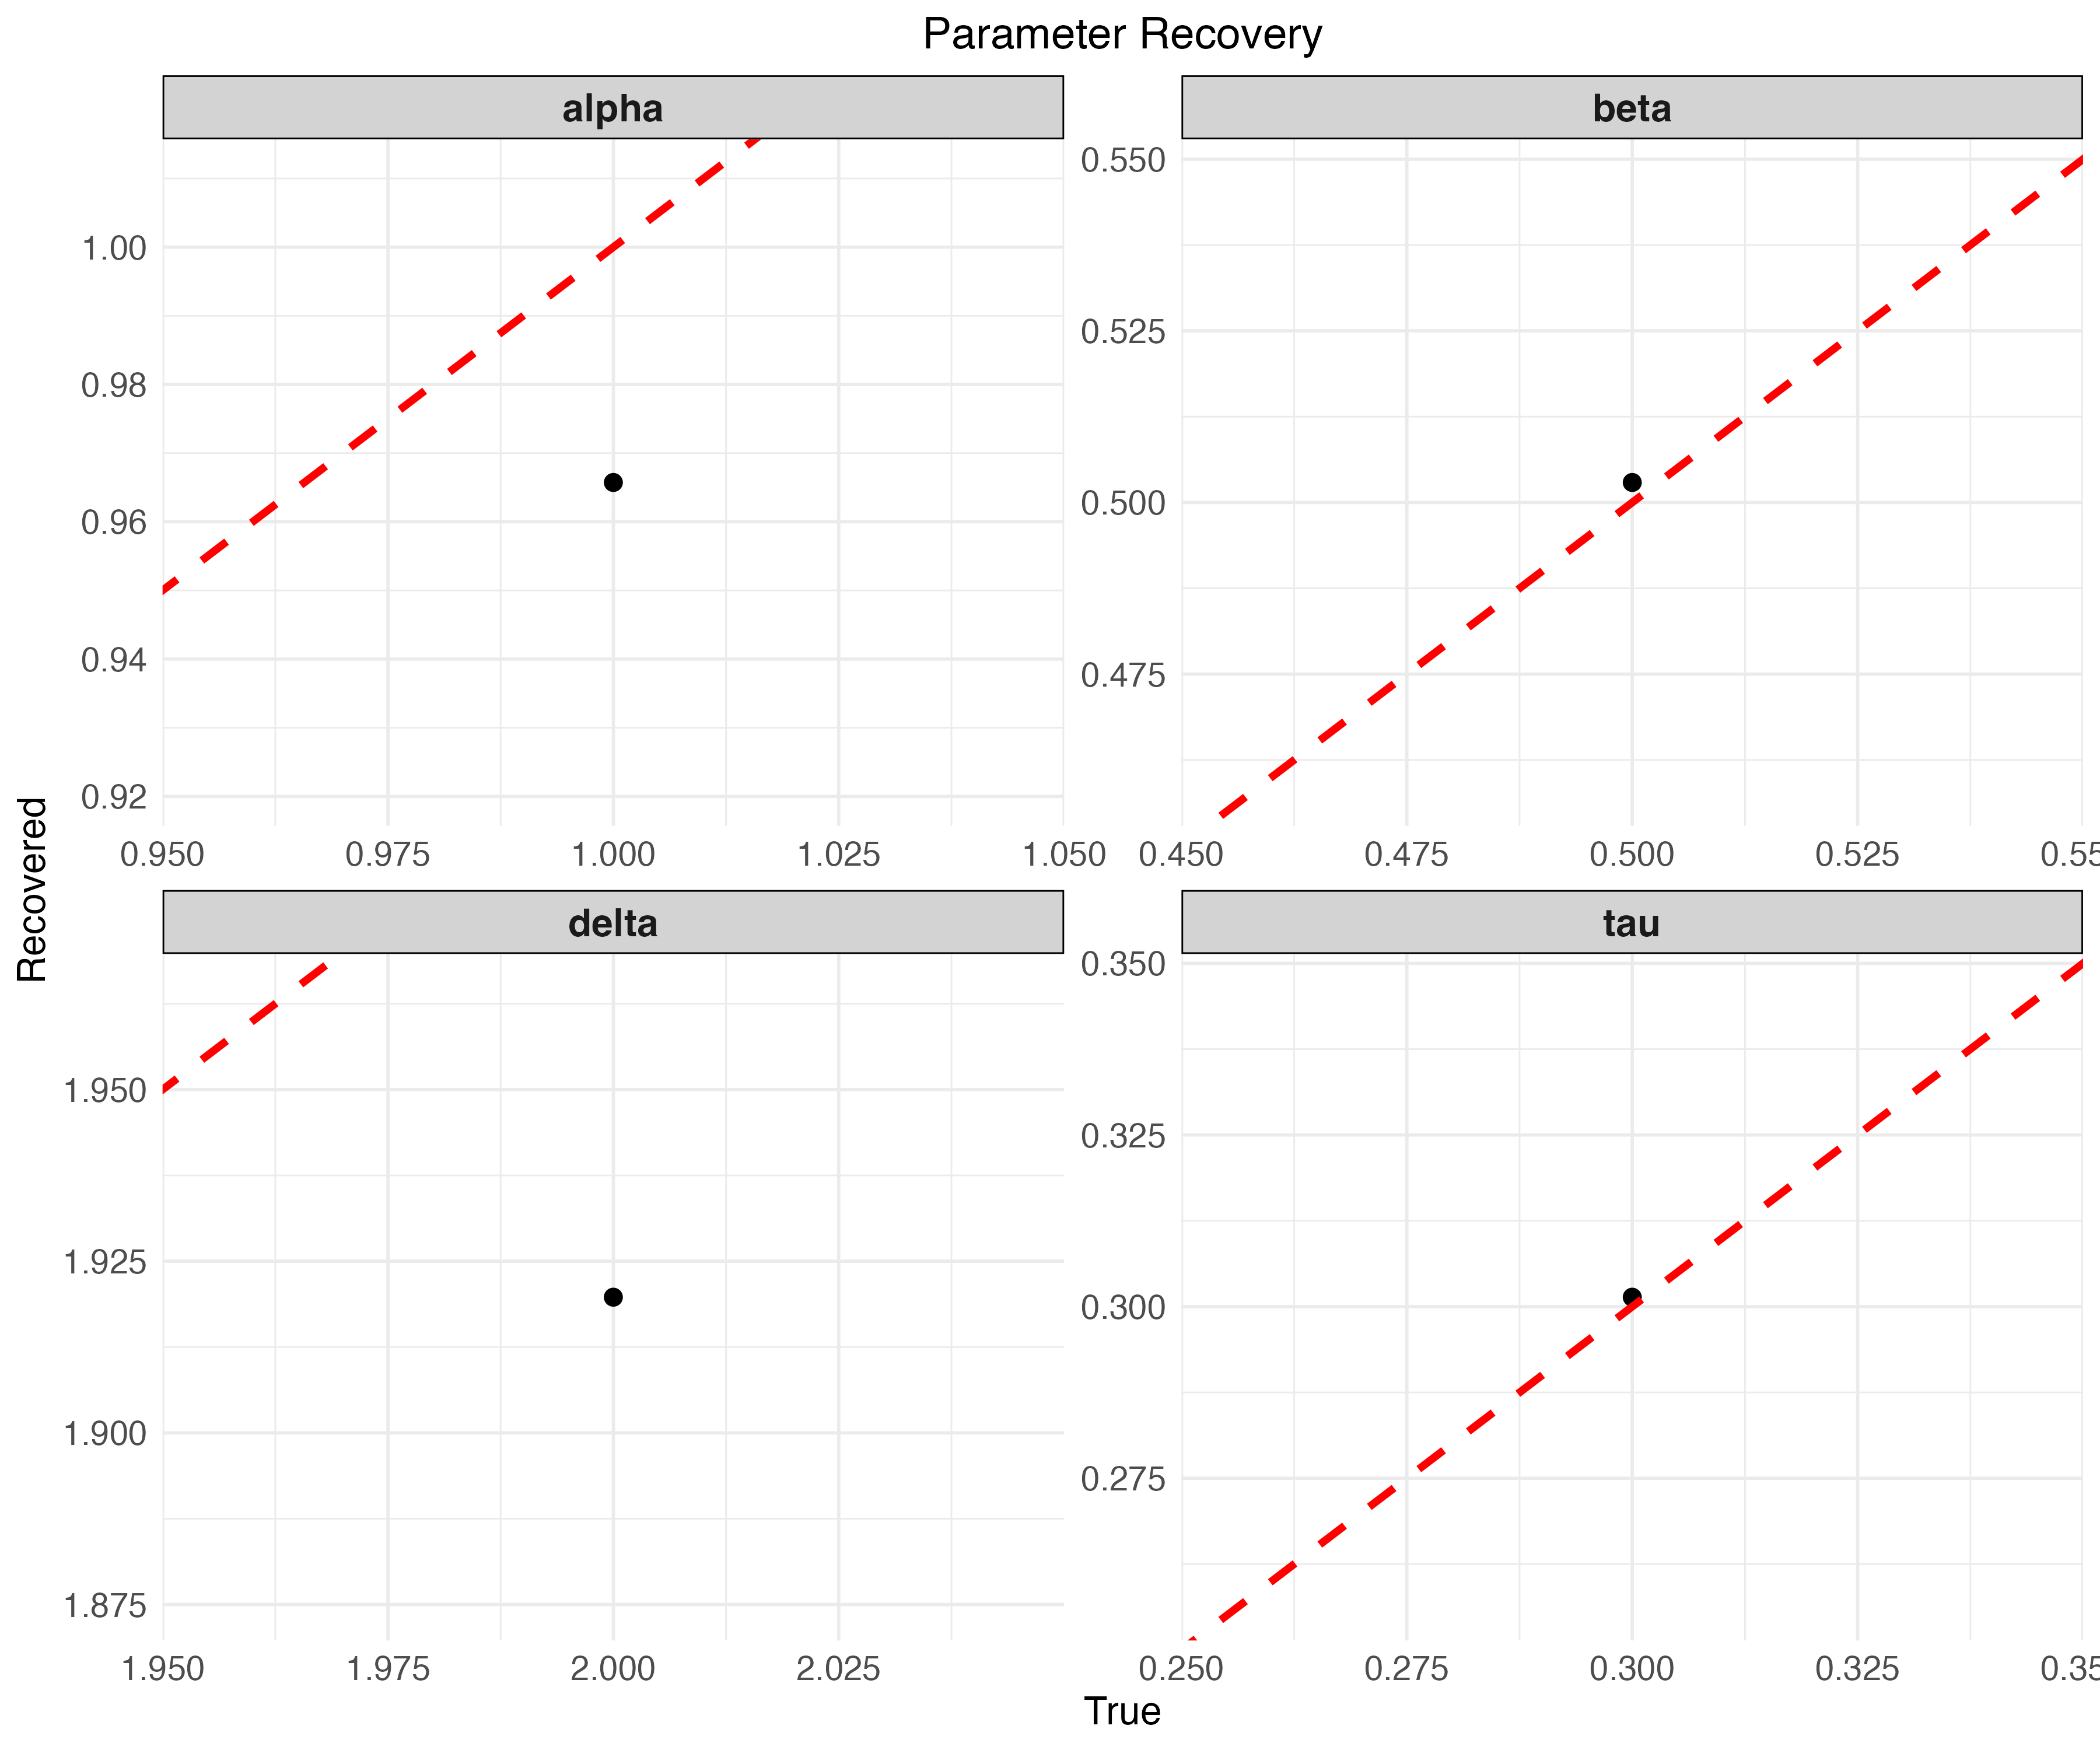 Parameter Recovery
alpha
beta
1.00
0.98
0.96
0.94
0.92
0.550
0.525
0.500
0.475
0.950 0.975 1.000 1.025 1.050
0.450 0.475 0.500 0.525 0.55
Recovered
delta
tau
1.950
1.925
1.900
1.875
0.350
0.325
0.300
0.275
1.950 1.975 2.000 2.025
0.250 0.275 0.300 0.325 0.35
True